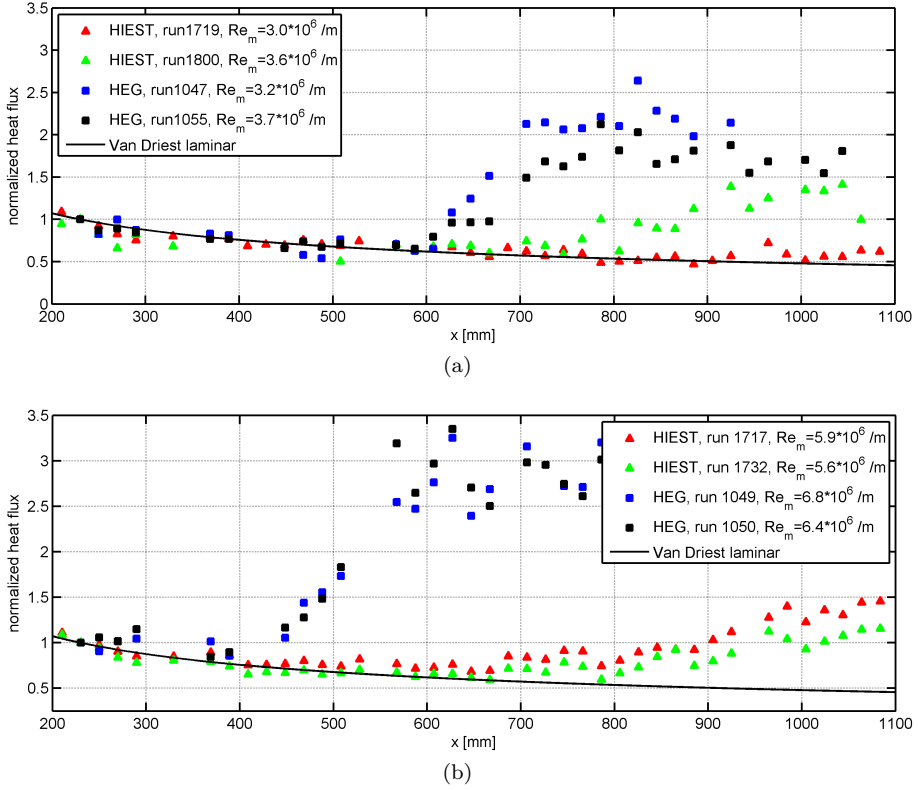 3.5
3
2.5
2
1.5
1
0.5
0
normalized heat flux
HIEST, run1719, Re_m=3.0*10^6 /m
HIEST, run1800, Re_m=3.6*10^6 /m
HEG, run1047, Re_m=3.2*10^6 /m
HEG, run1055, Re_m=3.7*10^6 /m
Van Driest laminar
200 300 400 500 600 700 800 900 1000 1100
x [mm]
(a)
3.5
3
2.5
2
1.5
1
0.5
normalized heat flux
HIEST, run 1717, Re_m=5.9*10^6 /m
HIEST, run 1732, Re_m=5.6*10^6 /m
HEG, run 1049, Re_m=6.8*10^6 /m
HEG, run 1050, Re_m=6.4*10^6 /m
Van Driest laminar
200 300 400 500 600 700 800 900 1000 1100
x [mm]
(b)